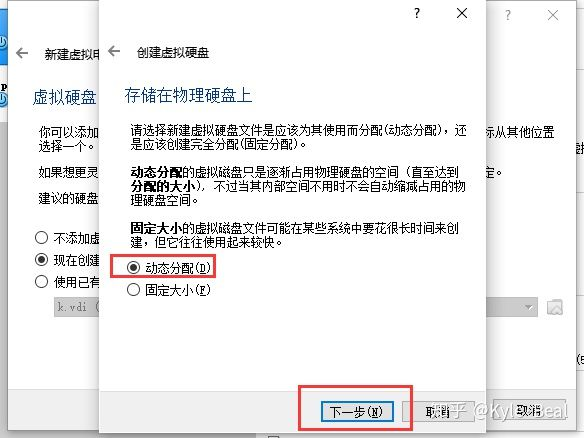 新建虚拟电
创建虚拟硬盘
虚拟硬盘
存储在物理硬盘上
你可以添加
选择一个。
如果想更灵
建议的硬盘
不添加虚
现在创建
使用已有
k.vdi (
请选择新建虚拟硬盘文件是应该为其使用而分配(动态分配)，还
是应该创建完全分配(固定分配)。
动态分配的虚拟磁盘只是逐渐占用物理硬盘的空间（直至达到
分配的大小），不过当其内部空间不用时不会自动缩减占用的物
理硬盘空间。
固定大小的虚拟磁盘文件可能在某些系统中要花很长时间来创
建，但它往往使用起来较快。
动态分配(D)
固定大小(F)
下一步(N)
取消
标从其他位置
定。
取消
知乎 @Kyle Beal